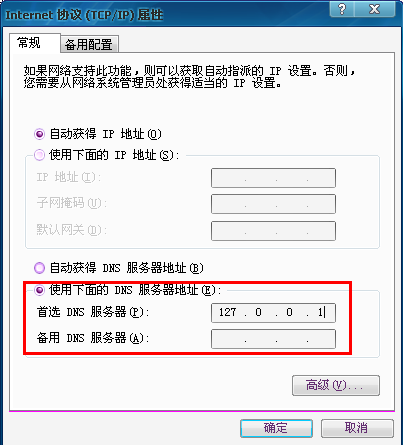 Internet 协议 (TCP/IP) 属性
常规
备用配置
如果网络支持此功能，则可以获取自动指派的 IP 设置。否则，
您需要从网络系统管理员处获得适当的 IP 设置。
自动获得 IP 地址(O)
使用下面的 IP 地址(S):
IP 地址(I):
子网掩码(U):
默认网关(D):
自动获得 DNS 服务器地址(B)
使用下面的 DNS 服务器地址(E):
首选 DNS 服务器(P): 127 . 0 . 0 . 1
备用 DNS 服务器(A):
高级(V)...
确定
取消